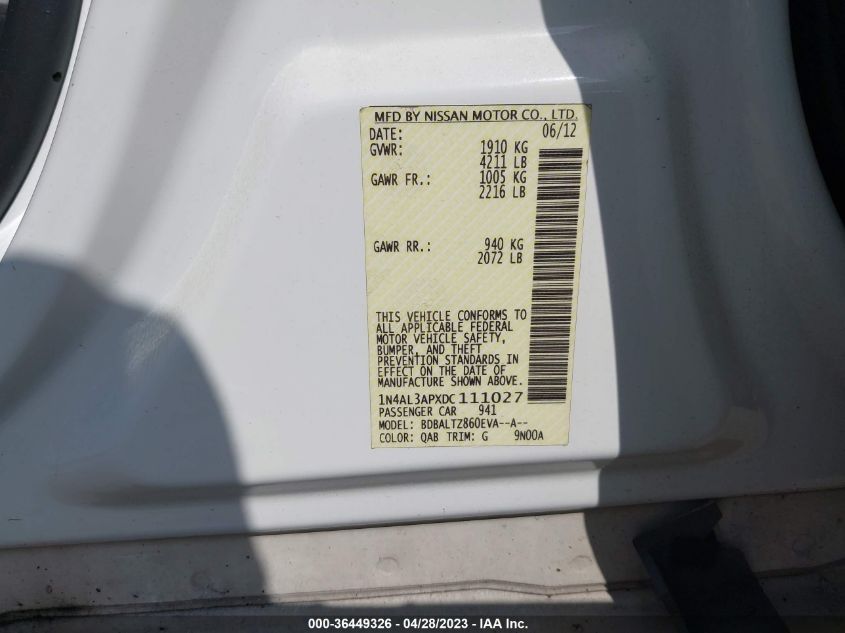 MFD BY NISSAN MOTOR CO., LTD.
DATE: 06/12
GVWR: 1910 KG
4211 LB
GAWR FR.: 1005 KG
2216 LB
GAWR RR.: 940 KG
2072 LB
THIS VEHICLE CONFORMS TO
ALL APPLICABLE FEDERAL
MOTOR VEHICLE SAFETY,
BUMPER, AND THEFT
PREVENTION STANDARDS IN
EFFECT ON THE DATE OF
MANUFACTURE SHOWN ABOVE.
1N4AL3APXDC111027
PASSENGER CAR 941
MODEL: BDBALTZ860EVA--A--
COLOR: QAB TRIM: G 9N00A
000-36449326 - 04/28/2023 - IAA Inc.